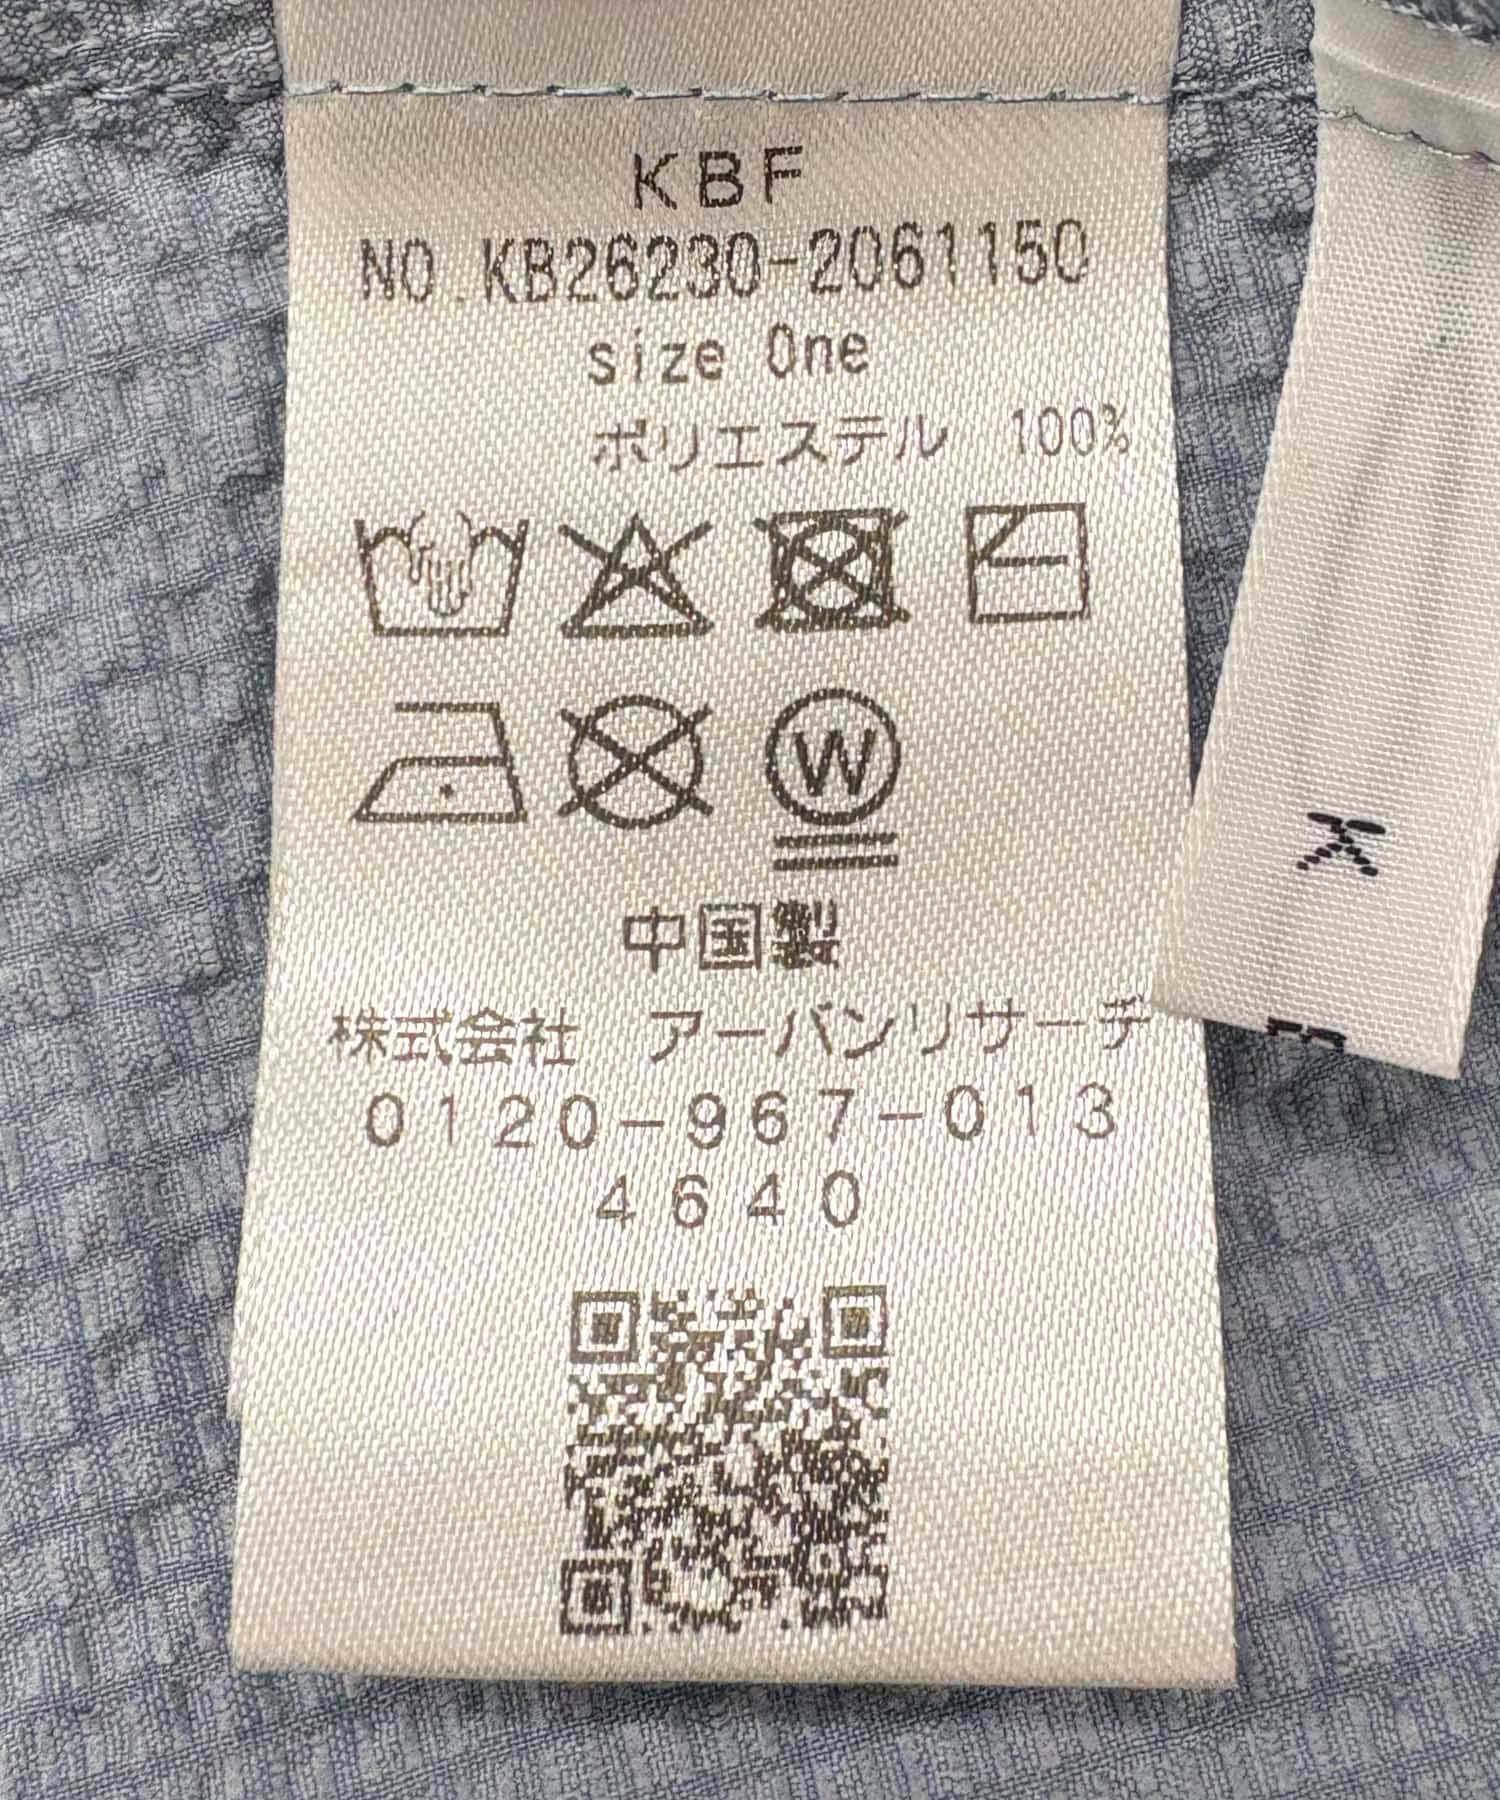 KBF
NO.KB26230-2061150
size One
ポリエステル 100%
W
中国製
株式会社 アーバンリサーチ
0120-967-013
4640
K